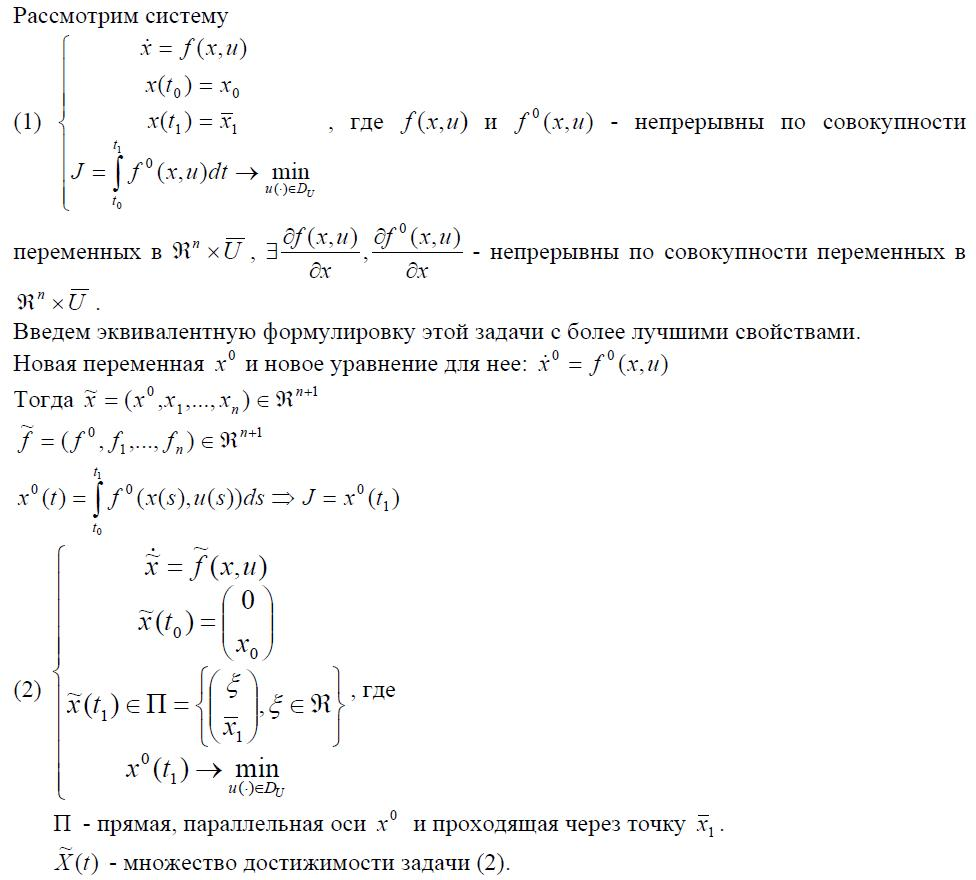 Рассмотрим систему
(1) { ẋ = f(x,u)
x(t₀) = x₀
x(t₁) = x̄₁ , где f(x,u) и f⁰(x,u) - непрерывны по совокупности
J = ∫_{t₀}^{t₁} f⁰(x,u)dt → min_{u(·)∈D_U}
переменных в ℜⁿ × U̅ , ∃ ∂f(x,u)/∂x , ∂f⁰(x,u)/∂x - непрерывны по совокупности переменных в
ℜⁿ × U̅ .
Введем эквивалентную формулировку этой задачи с более лучшими свойствами.
Новая переменная x⁰ и новое уравнение для нее: ẋ⁰ = f⁰(x,u)
Тогда x̃ = (x⁰,x₁,...,xₙ) ∈ ℜⁿ⁺¹
f̃ = (f⁰,f₁,...,fₙ) ∈ ℜⁿ⁺¹
x⁰(t) = ∫_{t₀}^{t₁} f⁰(x(s),u(s))ds ⇒ J = x⁰(t₁)
(2) { x̃̇ = f̃(x,u)
x̃(t₀) = (0 x₀)
x̃(t₁) ∈ Π = {(ξ x̄₁), ξ ∈ ℜ} , где
x⁰(t₁) → min_{u(·)∈D_U}
Π - прямая, параллельная оси x⁰ и проходящая через точку x̄₁ .
X̃(t) - множество достижимости задачи (2).